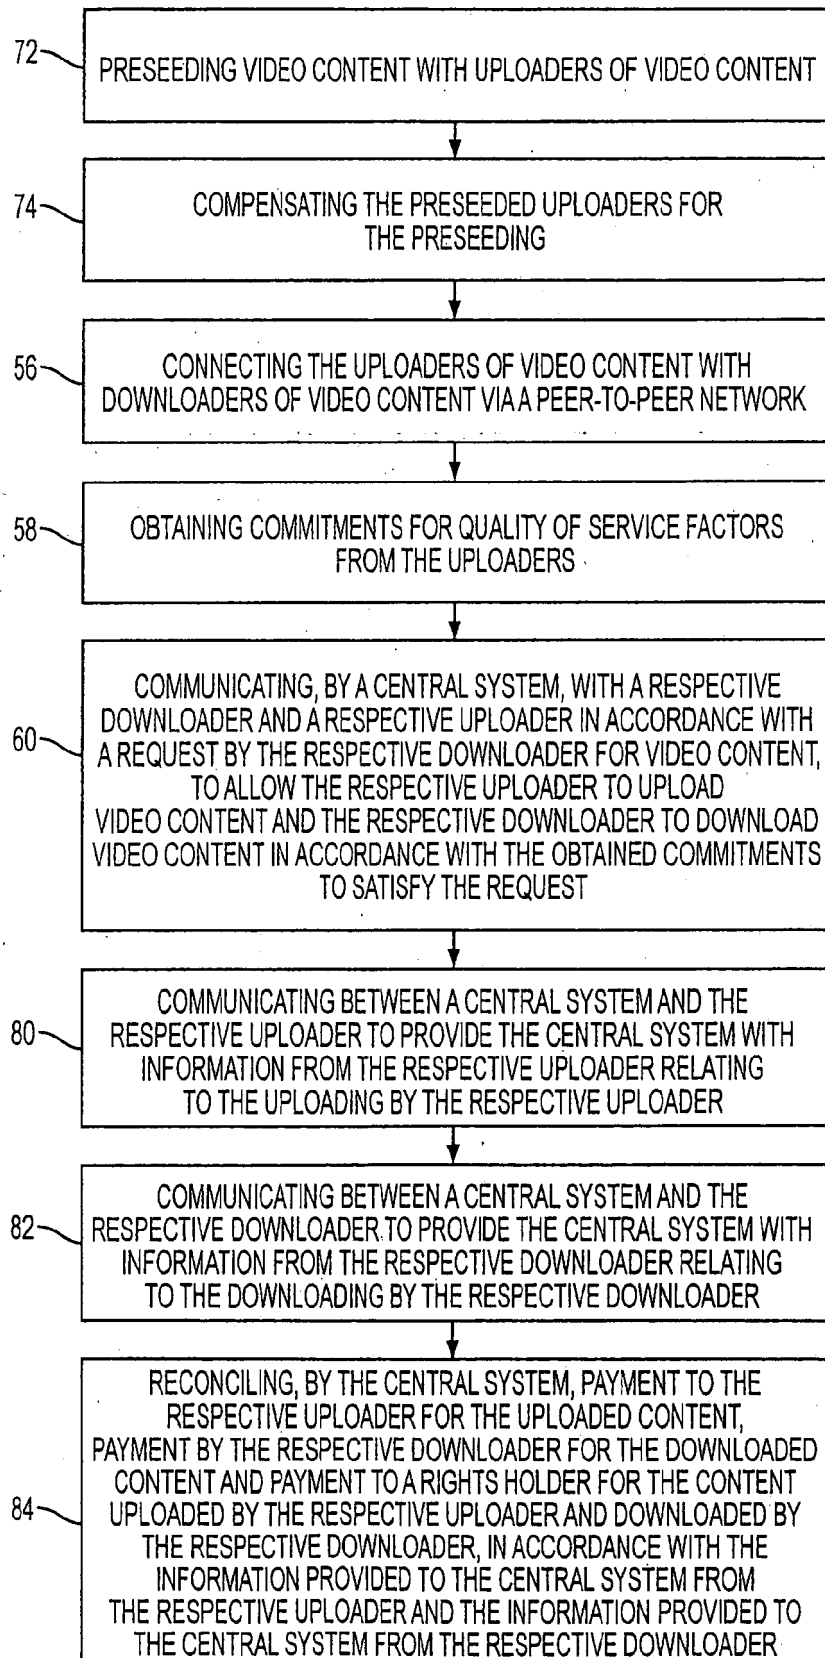 72
PRESEEDING VIDEO CONTENT WITH UPLOADERS OF VIDEO CONTENT
74
COMPENSATING THE PRESEEDED UPLOADERS FOR
THE PRESEEDING
56
CONNECTING THE UPLOADERS OF VIDEO CONTENT WITH
DOWNLOADERS OF VIDEO CONTENT VIA A PEER-TO-PEER NETWORK
58
OBTAINING COMMITMENTS FOR QUALITY OF SERVICE FACTORS
FROM THE UPLOADERS
60
COMMUNICATING, BY A CENTRAL SYSTEM, WITH A RESPECTIVE
DOWNLOADER AND A RESPECTIVE UPLOADER IN ACCORDANCE WITH
A REQUEST BY THE RESPECTIVE DOWNLOADER FOR VIDEO CONTENT,
TO ALLOW THE RESPECTIVE UPLOADER TO UPLOAD
VIDEO CONTENT AND THE RESPECTIVE DOWNLOADER TO DOWNLOAD
VIDEO CONTENT IN ACCORDANCE WITH THE OBTAINED COMMITMENTS
TO SATISFY THE REQUEST
80
COMMUNICATING BETWEEN A CENTRAL SYSTEM AND THE
RESPECTIVE UPLOADER TO PROVIDE THE CENTRAL SYSTEM WITH
INFORMATION FROM THE RESPECTIVE UPLOADER RELATING
TO THE UPLOADING BY THE RESPECTIVE UPLOADER
82
COMMUNICATING BETWEEN A CENTRAL SYSTEM AND THE
RESPECTIVE DOWNLOADER TO PROVIDE THE CENTRAL SYSTEM WITH
INFORMATION FROM THE RESPECTIVE DOWNLOADER RELATING
TO THE DOWNLOADING BY THE RESPECTIVE DOWNLOADER
84
RECONCILING, BY THE CENTRAL SYSTEM, PAYMENT TO THE
RESPECTIVE UPLOADER FOR THE UPLOADED CONTENT,
PAYMENT BY THE RESPECTIVE DOWNLOADER FOR THE DOWNLOADED
CONTENT AND PAYMENT TO A RIGHTS HOLDER FOR THE CONTENT
UPLOADED BY THE RESPECTIVE UPLOADER AND DOWNLOADED BY
THE RESPECTIVE DOWNLOADER, IN ACCORDANCE WITH THE
INFORMATION PROVIDED TO THE CENTRAL SYSTEM FROM
THE RESPECTIVE UPLOADER AND THE INFORMATION PROVIDED TO
THE CENTRAL SYSTEM FROM THE RESPECTIVE DOWNLOADER